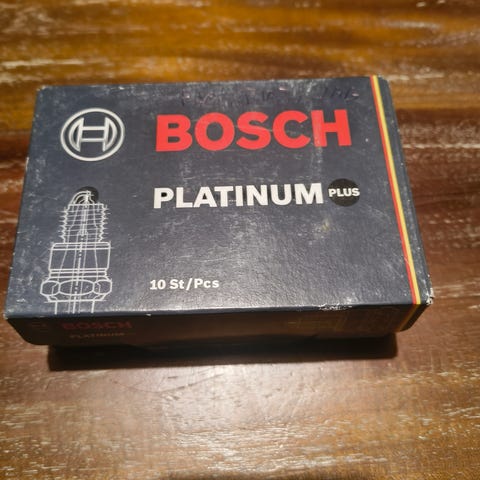 BOSCH
PLATINUM PLUS
10 St/Pcs
BOSCH
PLATINUM